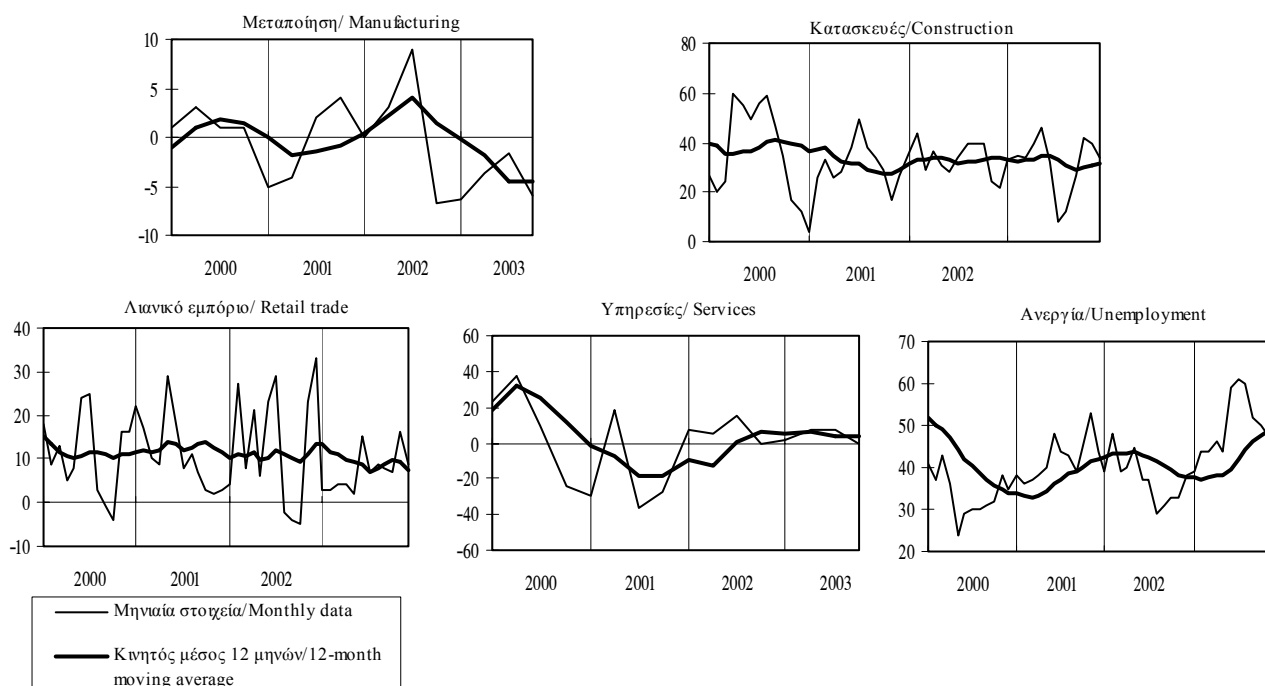 Μεταποίηση/ Manufacturing
10
5
0
-5
-10
2000 2001 2002 2003
Κατασκευές/Construction
80
60
40
20
0
2000 2001 2002
Λιανικό εμπόριο/ Retail trade
40
30
20
10
0
-10
2000 2001 2002
Υπηρεσίες/ Services
60
40
20
0
-20
-40
-60
2000 2001 2002 2003
Ανεργία/Unemployment
70
60
50
40
30
20
2000 2001 2002
Μηνιαία στοιχεία/Monthly data
Κινητός μέσος 12 μηνών/12-month
moving average